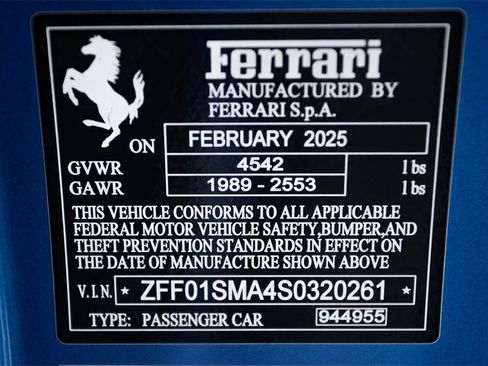 Ferrari
MANUFACTURED BY
FERRARI S.p.A.
ON FEBRUARY 2025
GVWR 4542 lbs
GAWR 1989 - 2553 lbs
THIS VEHICLE CONFORMS TO ALL APPLICABLE
FEDERAL MOTOR VEHICLE SAFETY,BUMPER,AND
THEFT PREVENTION STANDARDS IN EFFECT ON
THE DATE OF MANUFACTURE SHOWN ABOVE
V.I.N. * ZFF01SMA4S0320261 *
TYPE: PASSENGER CAR 944955